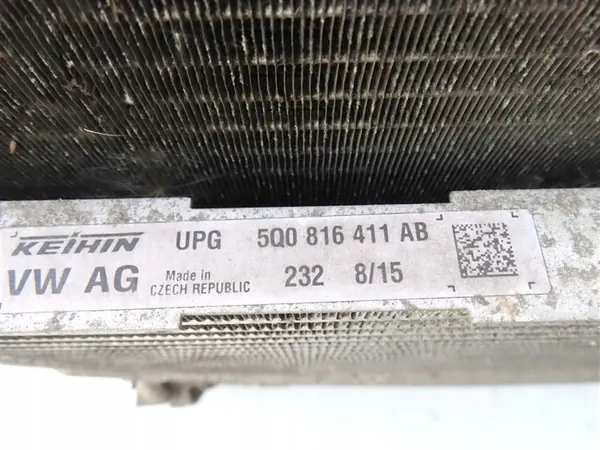 KEIHIN UPG 5Q0 816 411 AB
VW AG Made in CZECH REPUBLIC 232 8/15